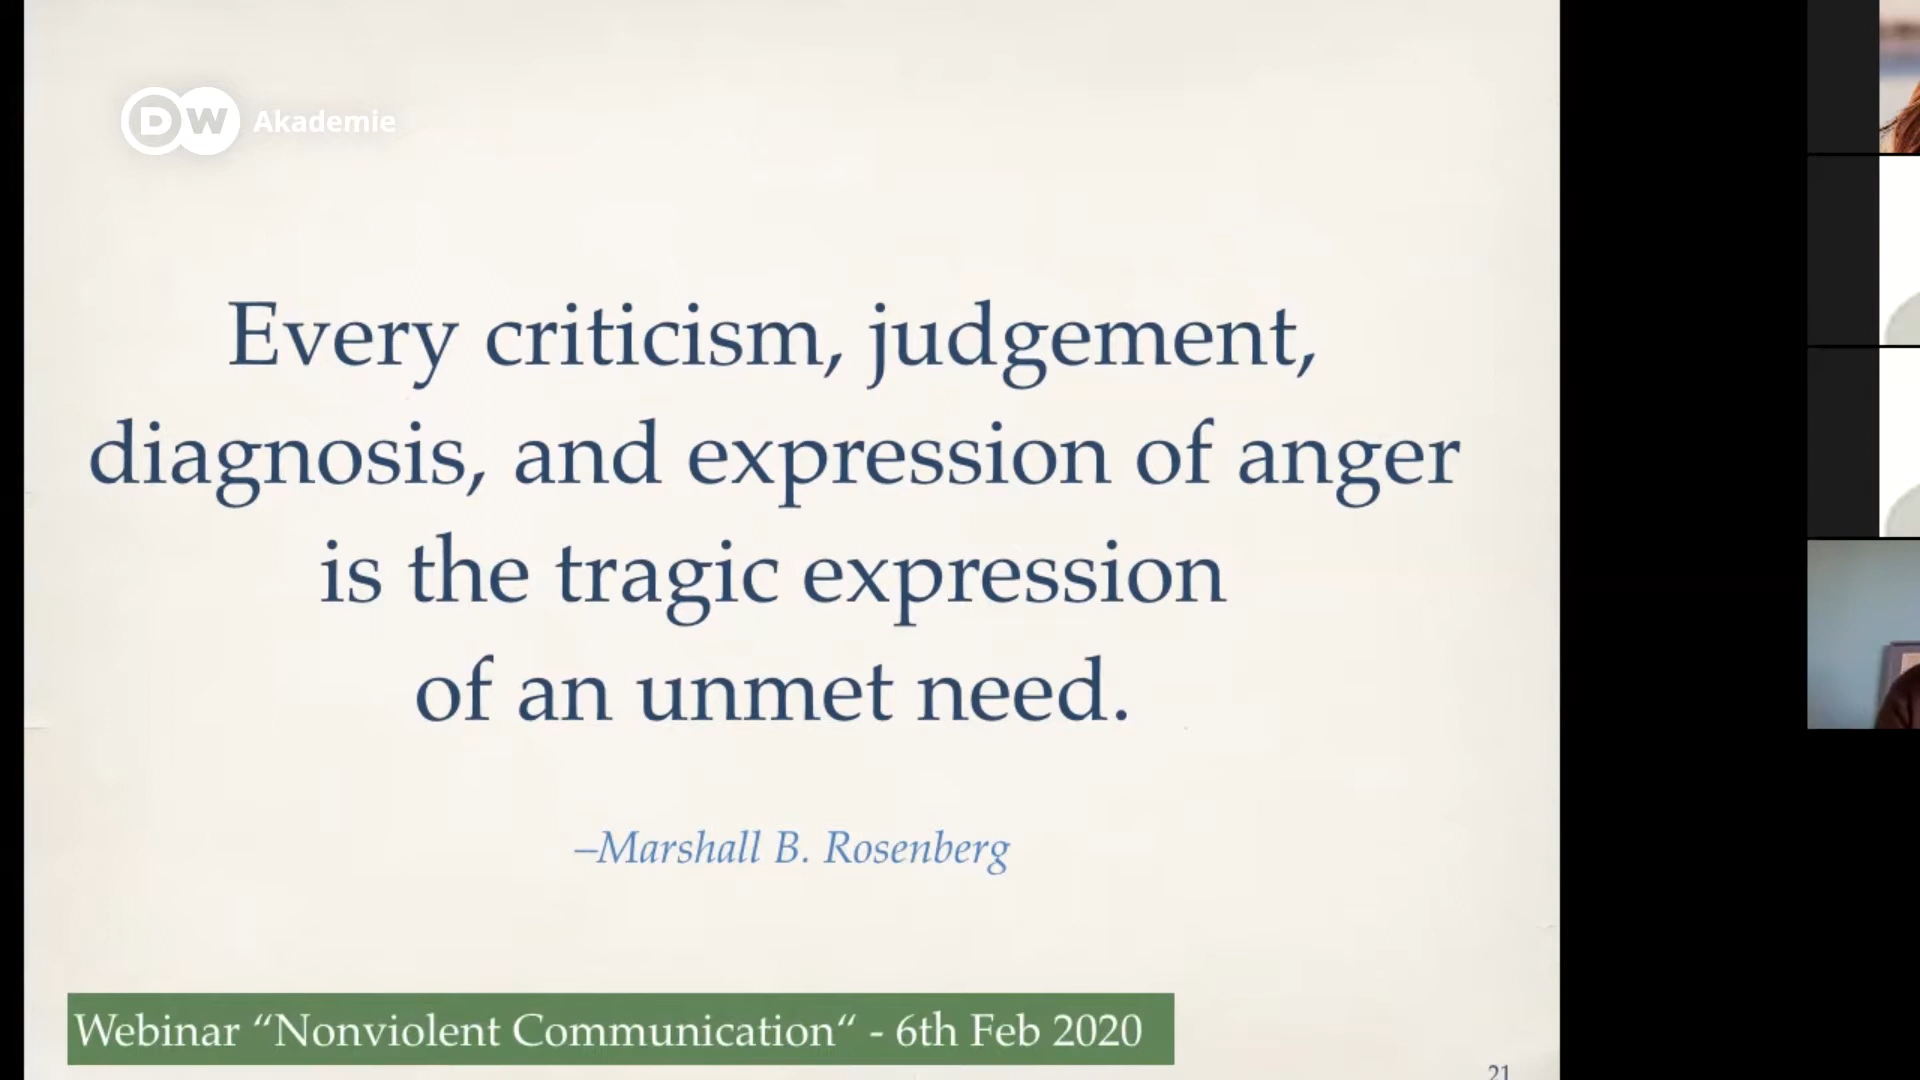 DW Akademie
Every criticism, judgement,
diagnosis, and expression of anger
is the tragic expression
of an unmet need.
–Marshall B. Rosenberg
Webinar “Nonviolent Communication“ - 6th Feb 2020
21